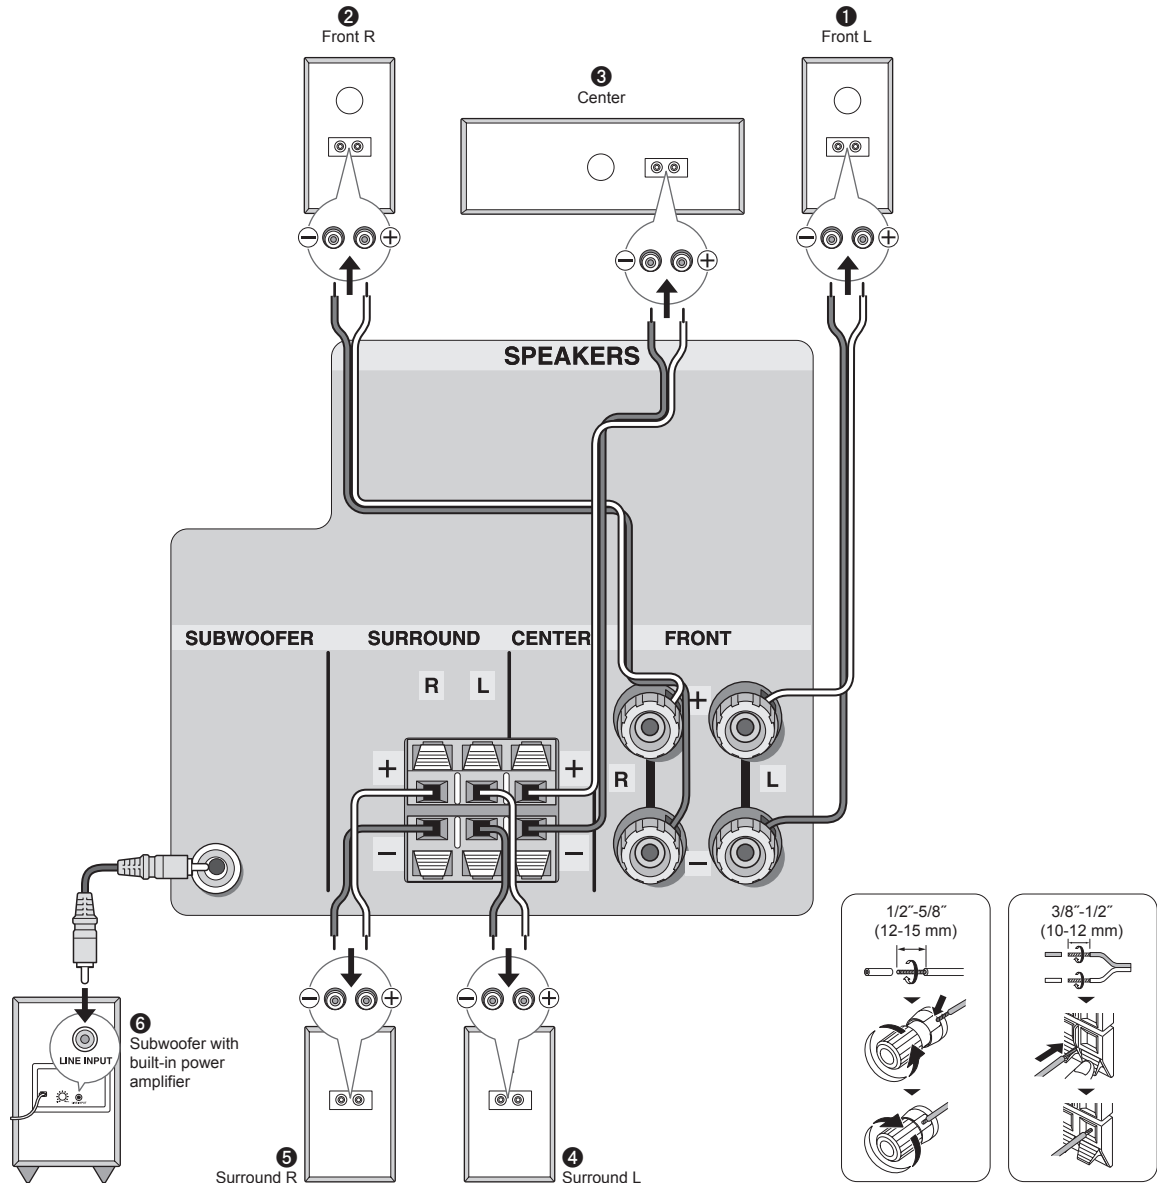 ❷
Front R
❶
Front L
❸
Center
− +
− +
− +
SPEAKERS
SUBWOOFER SURROUND CENTER FRONT
R L
+
+ +
R L
− −
−
1/2˝-5/8˝
(12-15 mm)
3/8˝-1/2˝
(10-12 mm)
− +
− +
❻
Subwoofer with
built-in power
amplifier
LINE INPUT
❺
Surround R
❹
Surround L